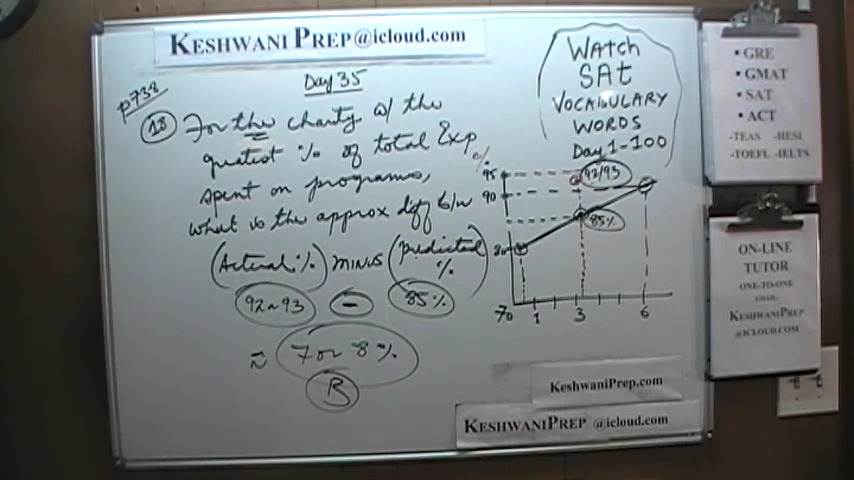 KESHWANIPREP@icloud.com
Day 35
p738
18 For the charity w/ the
greatest % of total Exp
spent on programs,
what is the approx diff b/w
(Actual %) MINUS (Predicted %)
92~93 − 85%
≈ 7 or 8 %
B
WATCH
SAT
VOCABULARY
WORDS
Day 1-100
%
95
90
80
70
1
3
6
92/93
85%
KESHWANIPREP.com
KESHWANIPREP @icloud.com
• GRE
• GMAT
• SAT
• ACT
-TEAS -HESI
-TOEFL -IELTS
ON-LINE
TUTOR
ONE-TO-ONE
EMAIL:
KESHWANIPREP
@ICLOUD.COM